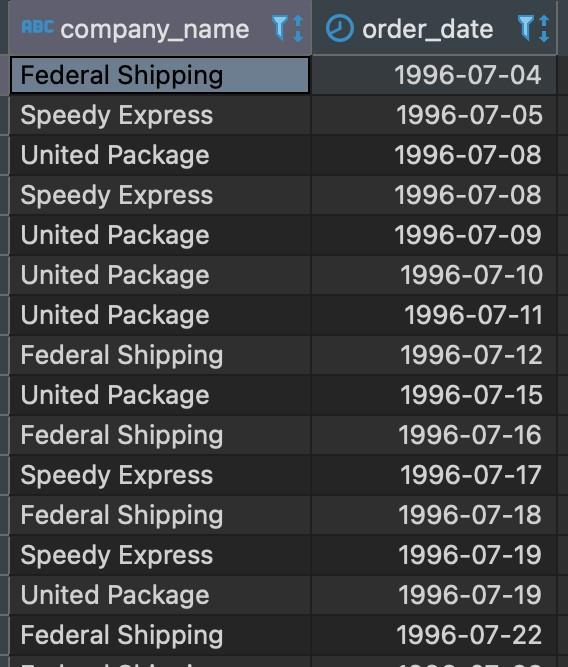 ABC company_name order_date
Federal Shipping 1996-07-04
Speedy Express 1996-07-05
United Package 1996-07-08
Speedy Express 1996-07-08
United Package 1996-07-09
United Package 1996-07-10
United Package 1996-07-11
Federal Shipping 1996-07-12
United Package 1996-07-15
Federal Shipping 1996-07-16
Speedy Express 1996-07-17
Federal Shipping 1996-07-18
Speedy Express 1996-07-19
United Package 1996-07-19
Federal Shipping 1996-07-22